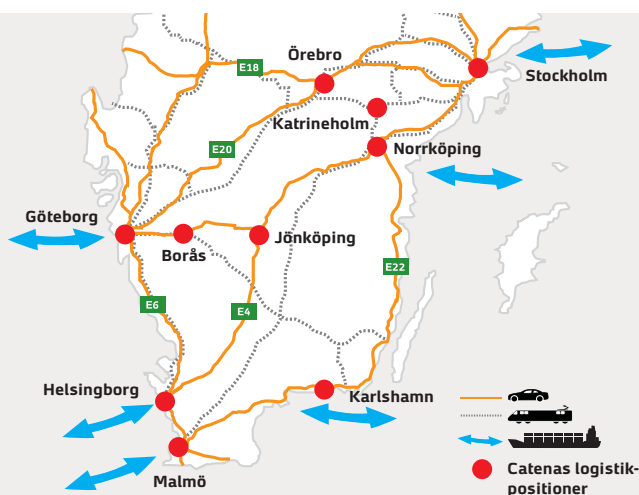 Örebro
E18
Stockholm
Katrineholm
E20
Norrköping
Göteborg
Borås
Jönköping
E22
E6
E4
Helsingborg
Karlshamn
Malmö
Catenas logistik-
positioner